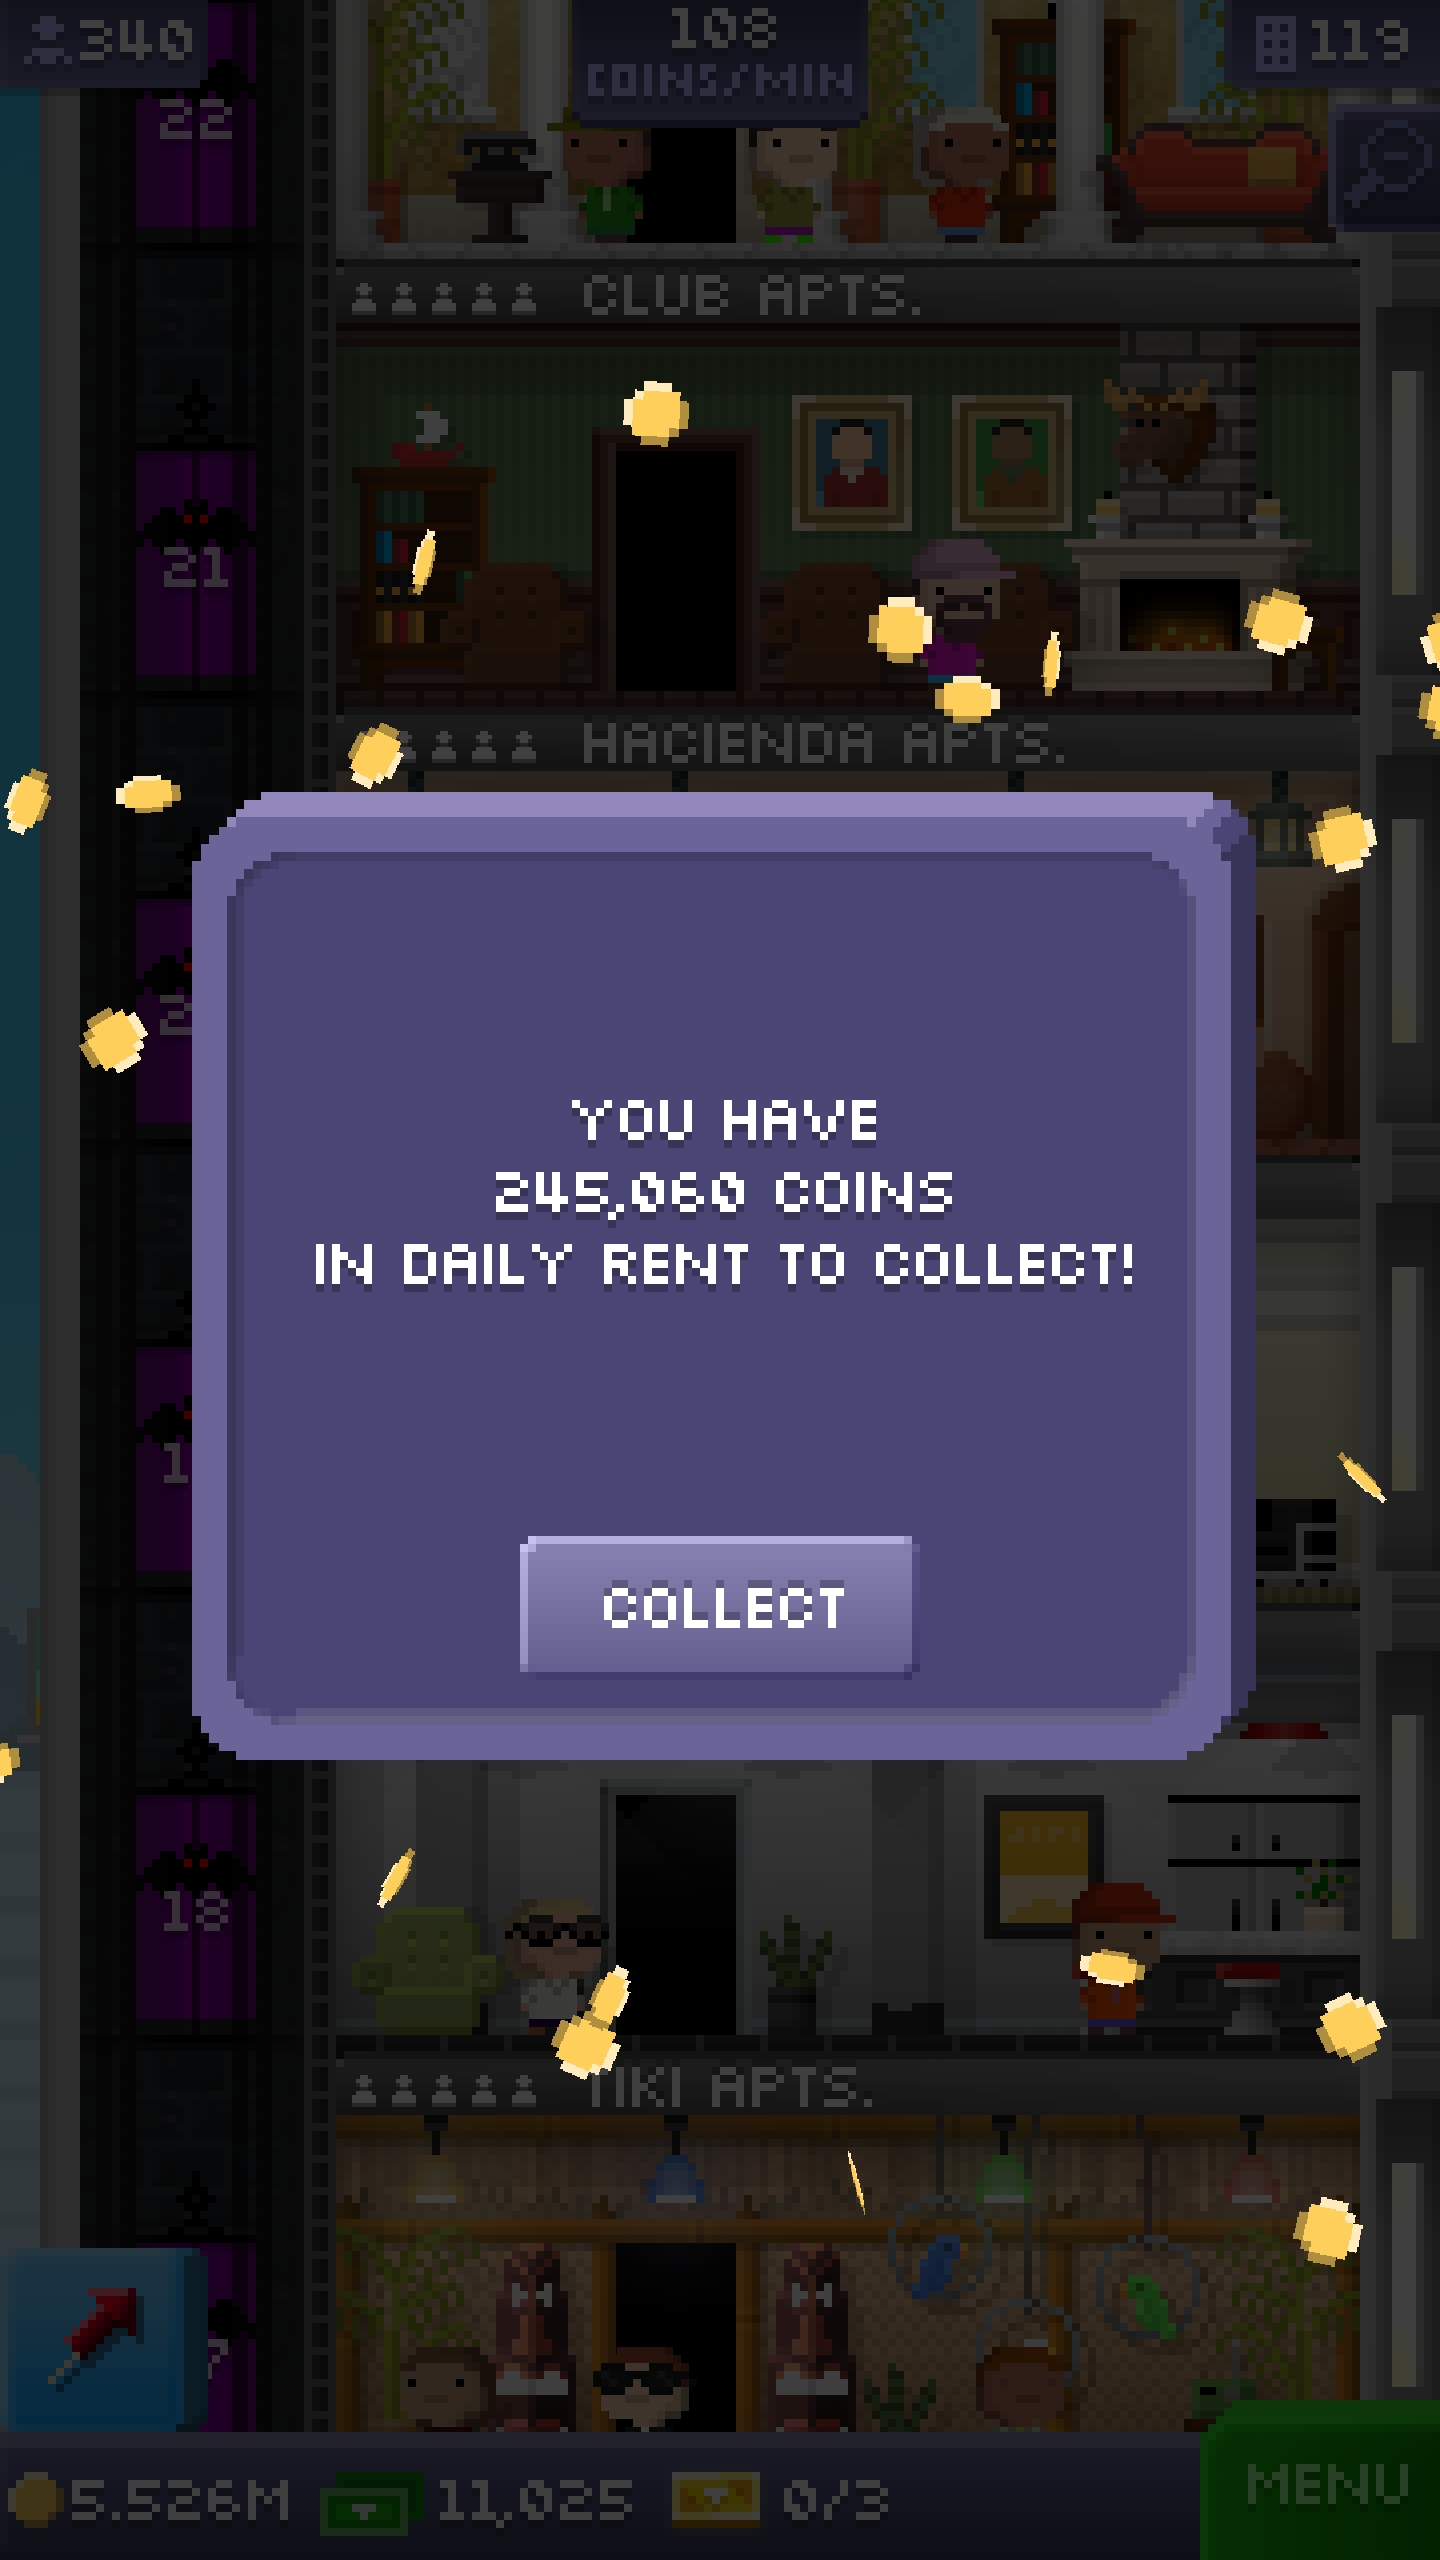 340
108
COINS/MIN
119
22
CLUB APTS.
21
HACIENDA APTS.
YOU HAVE
245,060 COINS
IN DAILY RENT TO COLLECT!
COLLECT
18
TIKI APTS.
5.526M
11,025
0/3
MENU